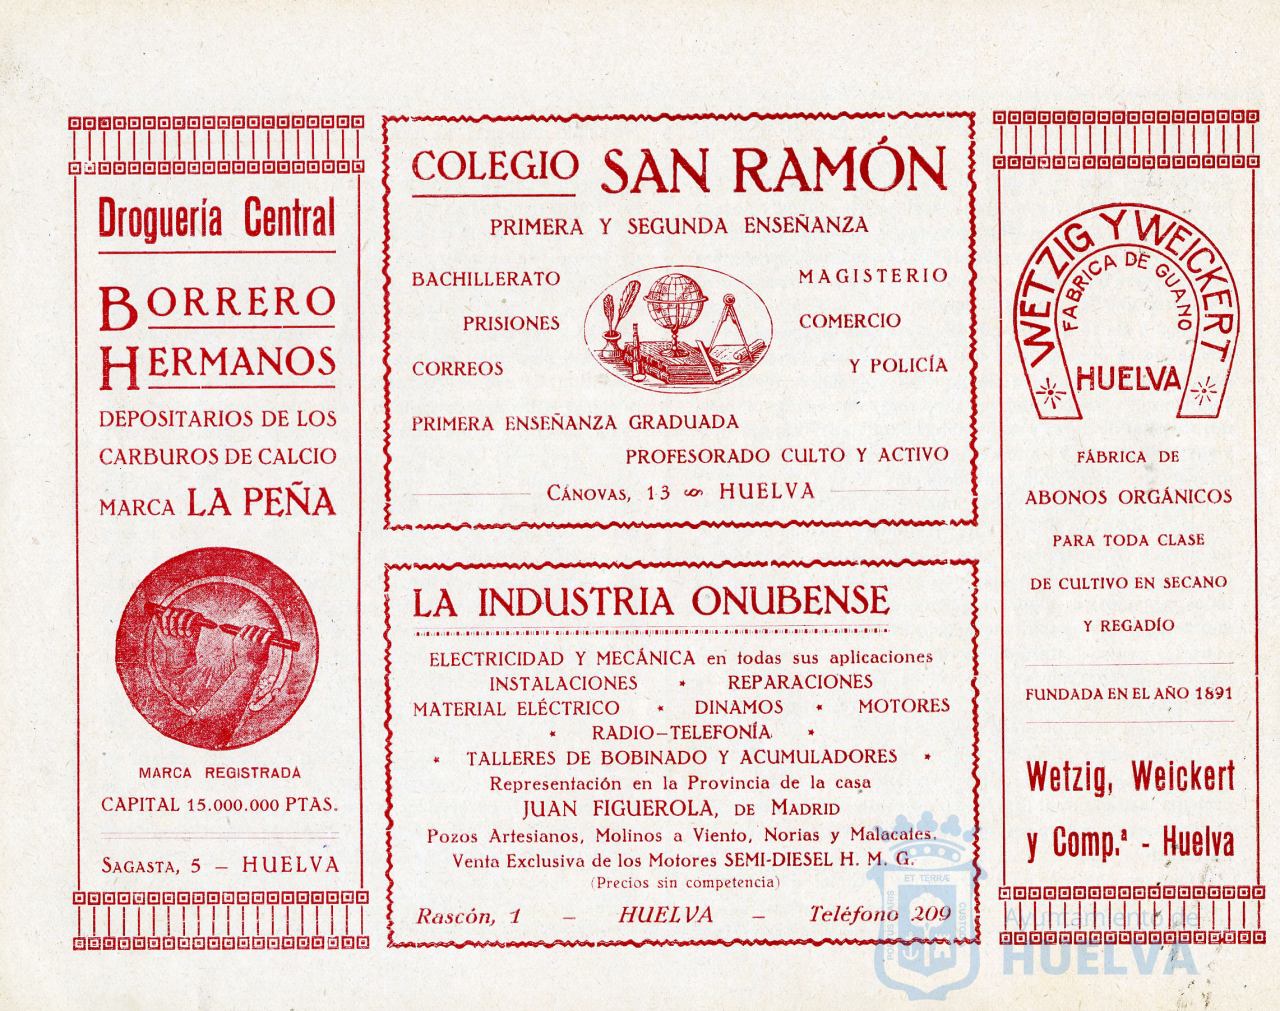 Droguería Central
BORRERO
HERMANOS
DEPOSITARIOS DE LOS
CARBUROS DE CALCIO
MARCA LA PEÑA
MARCA REGISTRADA
CAPITAL 15.000.000 PTAS.
SAGASTA, 5 — HUELVA
COLEGIO SAN RAMÓN
PRIMERA Y SEGUNDA ENSEÑANZA
BACHILLERATO
MAGISTERIO
PRISIONES
COMERCIO
CORREOS
Y POLICÍA
PRIMERA ENSEÑANZA GRADUADA
PROFESORADO CULTO Y ACTIVO
CÁNOVAS, 13 HUELVA
LA INDUSTRIA ONUBENSE
ELECTRICIDAD Y MECÁNICA en todas sus aplicaciones
INSTALACIONES * REPARACIONES
MATERIAL ELÉCTRICO * DINAMOS * MOTORES
* RADIO-TELEFONÍA *
* TALLERES DE BOBINADO Y ACUMULADORES *
Representación en la Provincia de la casa
JUAN FIGUEROLA, DE MADRID
Pozos Artesianos, Molinos a Viento, Norias y Malacates.
Venta Exclusiva de los Motores SEMI-DIESEL H. M. G.
(Precios sin competencia)
Rascón, 1 — HUELVA — Teléfono 209
WETZIG Y WEICKERT
FABRICA DE GUANO
HUELVA
FÁBRICA DE
ABONOS ORGÁNICOS
PARA TODA CLASE
DE CULTIVO EN SECANO
Y REGADÍO
FUNDADA EN EL AÑO 1891
Wetzig, Weickert
y Comp.ª - Huelva
ET TERRÆ
PORTUS MARIS
CUSTODIA
Ayuntamiento de
HUELVA